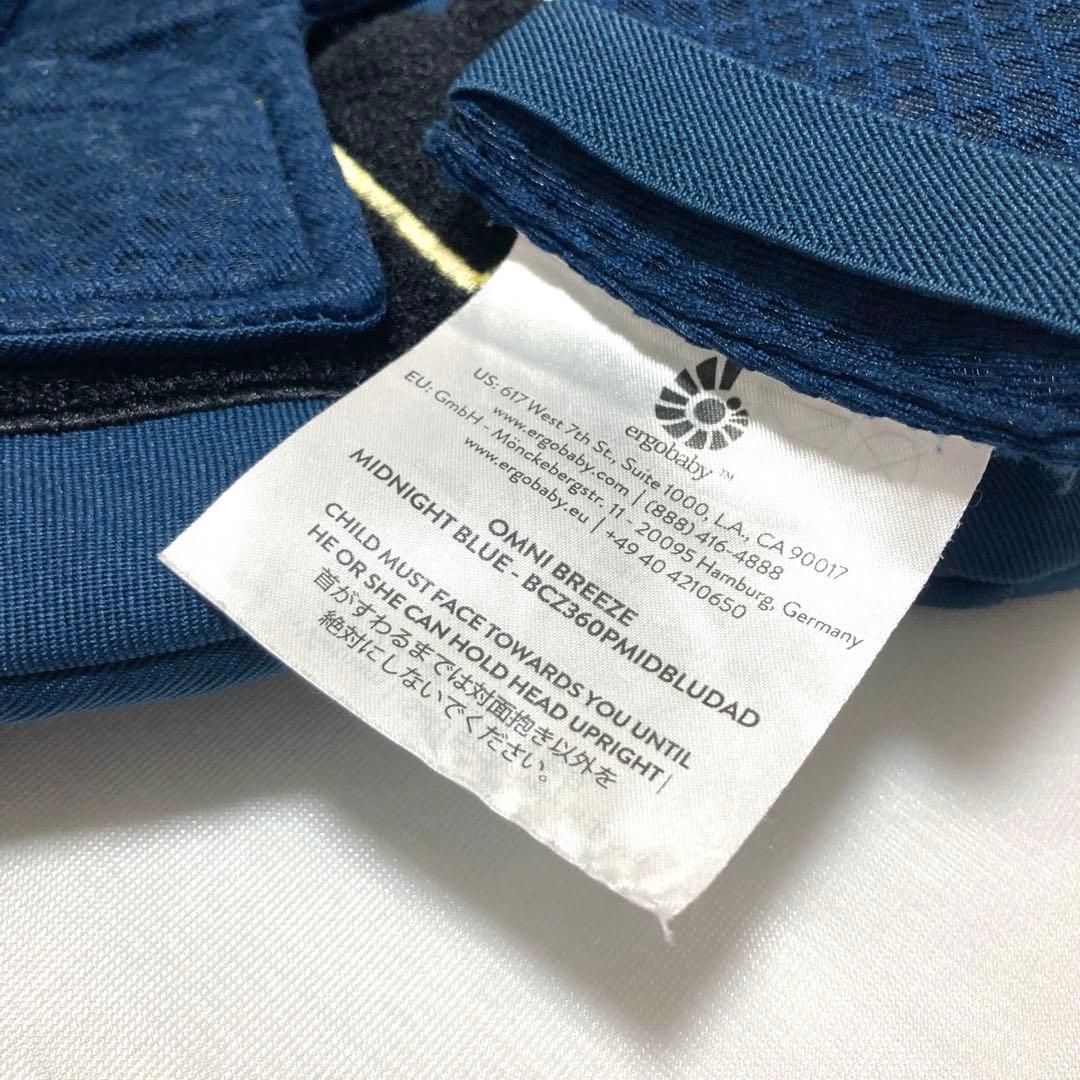 ergobaby™
US: 617 West 7th St., Suite 1000, L.A., CA 90017
www.ergobaby.com | (888) 416-4888
EU: GmbH - Mönckebergstr. 11 - 20095 Hamburg, Germany
www.ergobaby.eu | +49 40 4210650
OMNI BREEZE
MIDNIGHT BLUE - BCZ360PMIDBLUDAD
CHILD MUST FACE TOWARDS YOU UNTIL
HE OR SHE CAN HOLD HEAD UPRIGHT |
首がすわるまでは対面抱き以外を
絶対にしないでください。